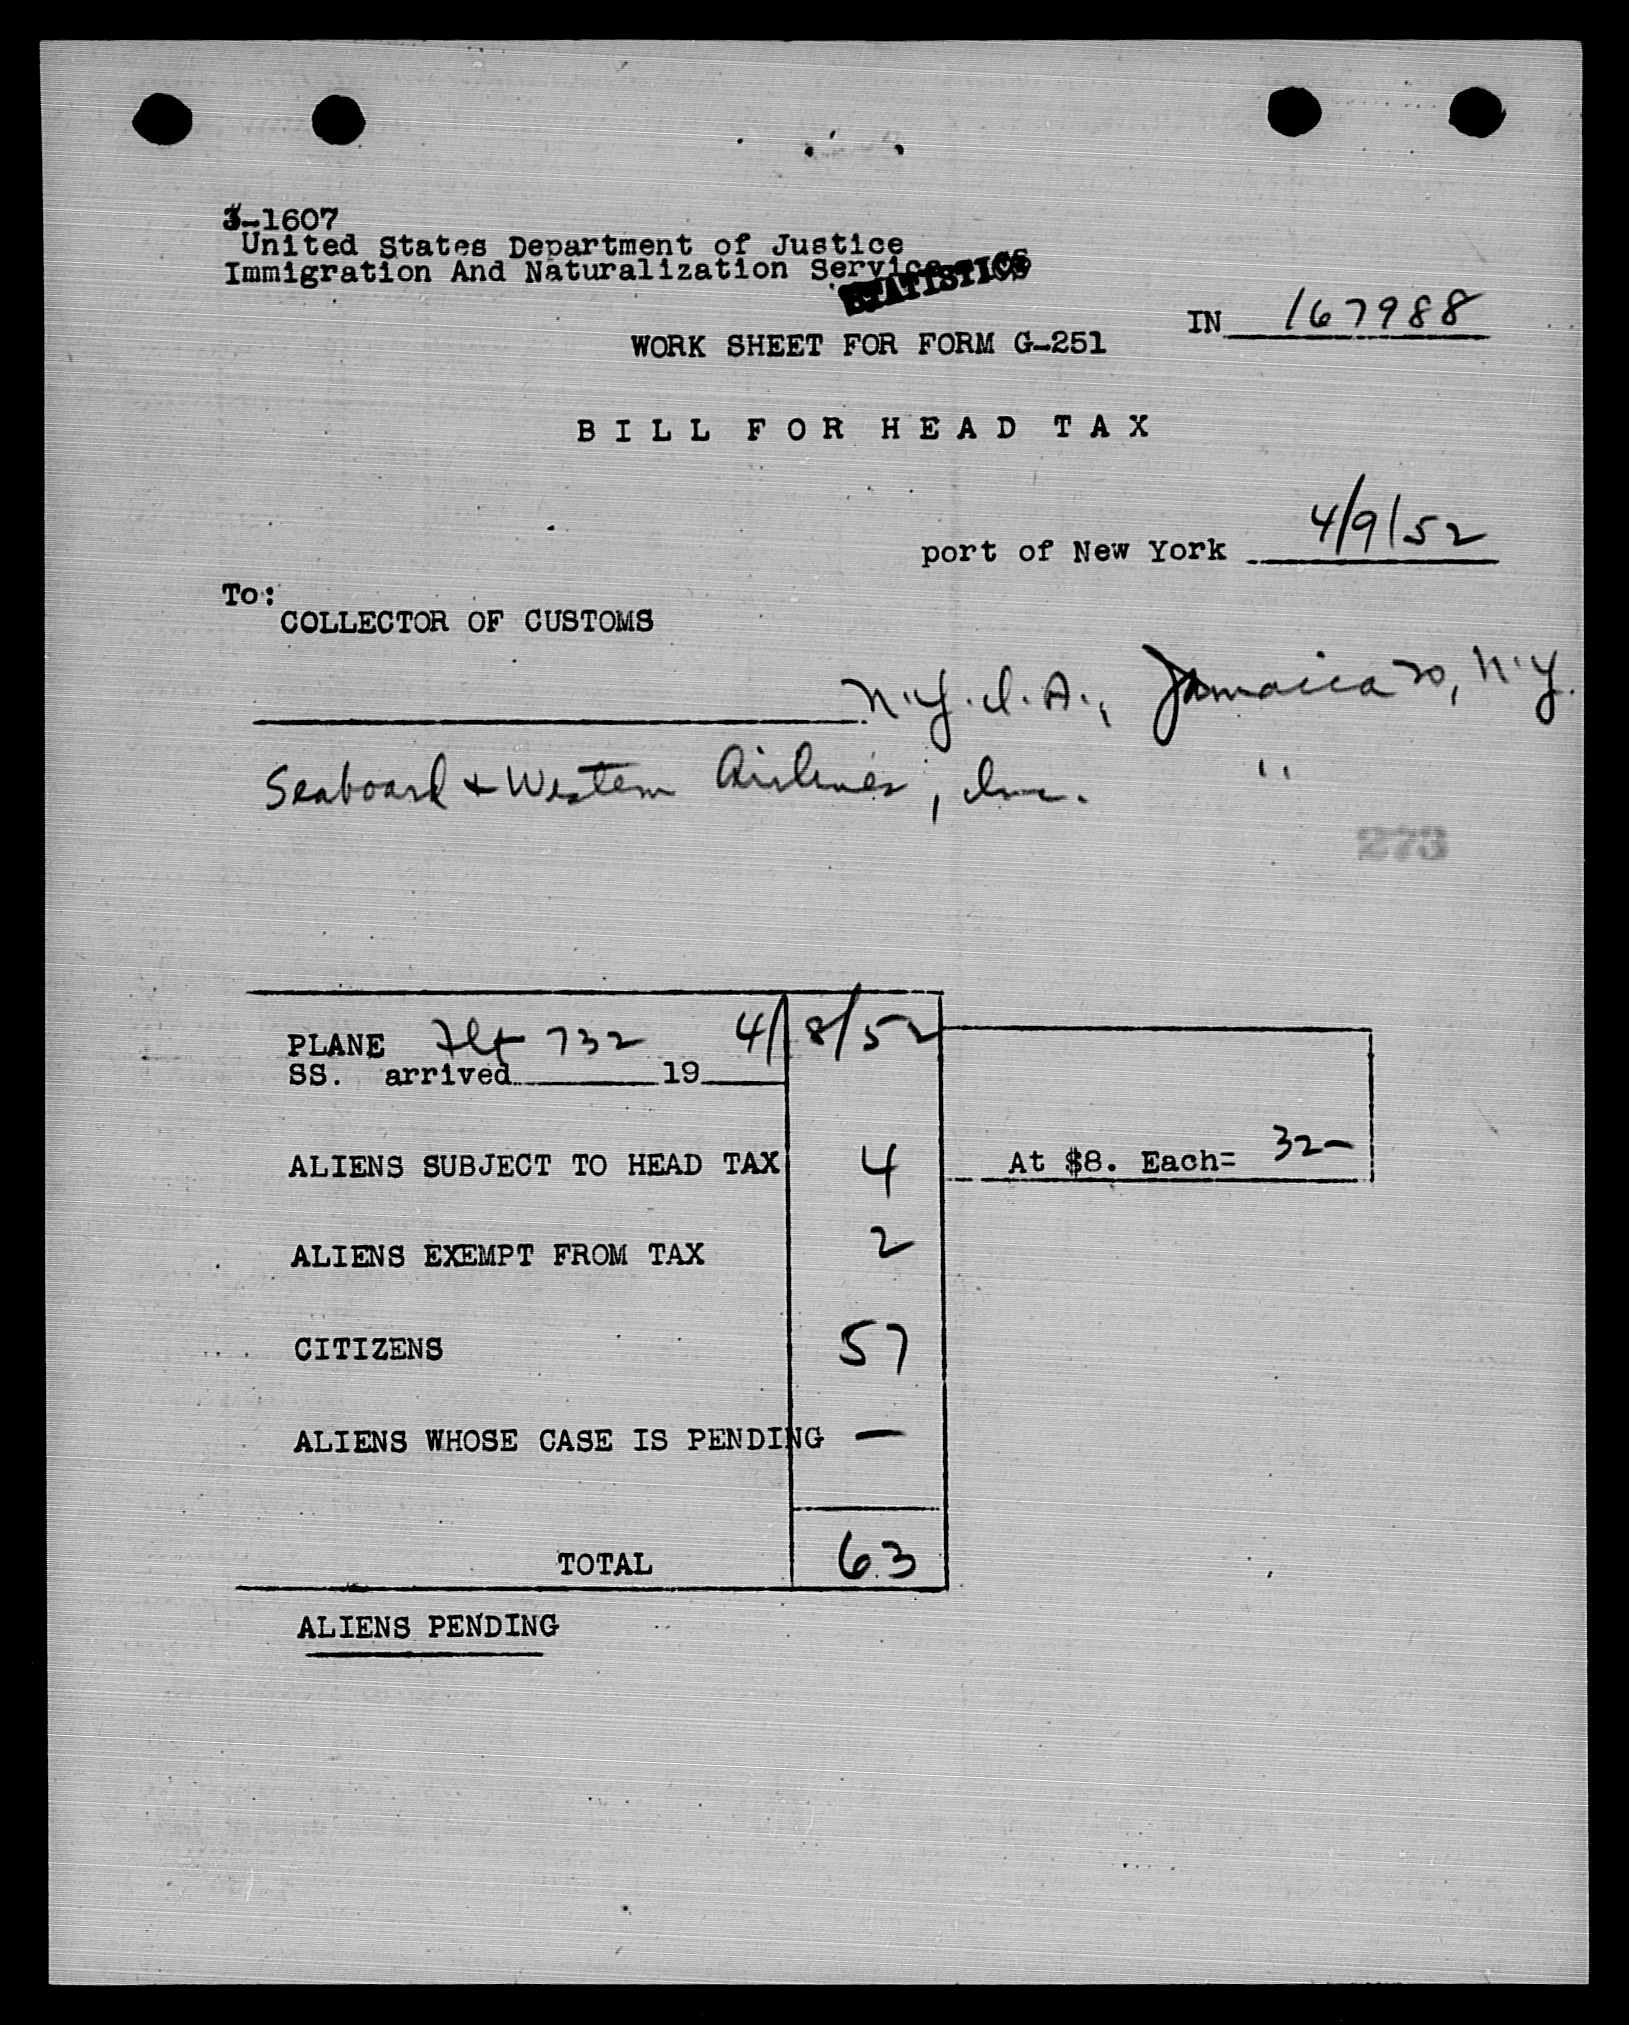 3-1607
United States Department of Justice
Immigration And Naturalization Service
STATISTICS
IN 167988
WORK SHEET FOR FORM G-251
BILL FOR HEAD TAX
port of New York 4/9/52
To:
COLLECTOR OF CUSTOMS
N.Y.I.A., Jamaica 20, N.Y.
Seaboard & Western Airlines, Inc. "
273
PLANE Flt 732 4/8/52
SS. arrived 19
ALIENS SUBJECT TO HEAD TAX 4 At $8. Each= 32-
ALIENS EXEMPT FROM TAX 2
CITIZENS 57
ALIENS WHOSE CASE IS PENDING —
TOTAL 63
ALIENS PENDING